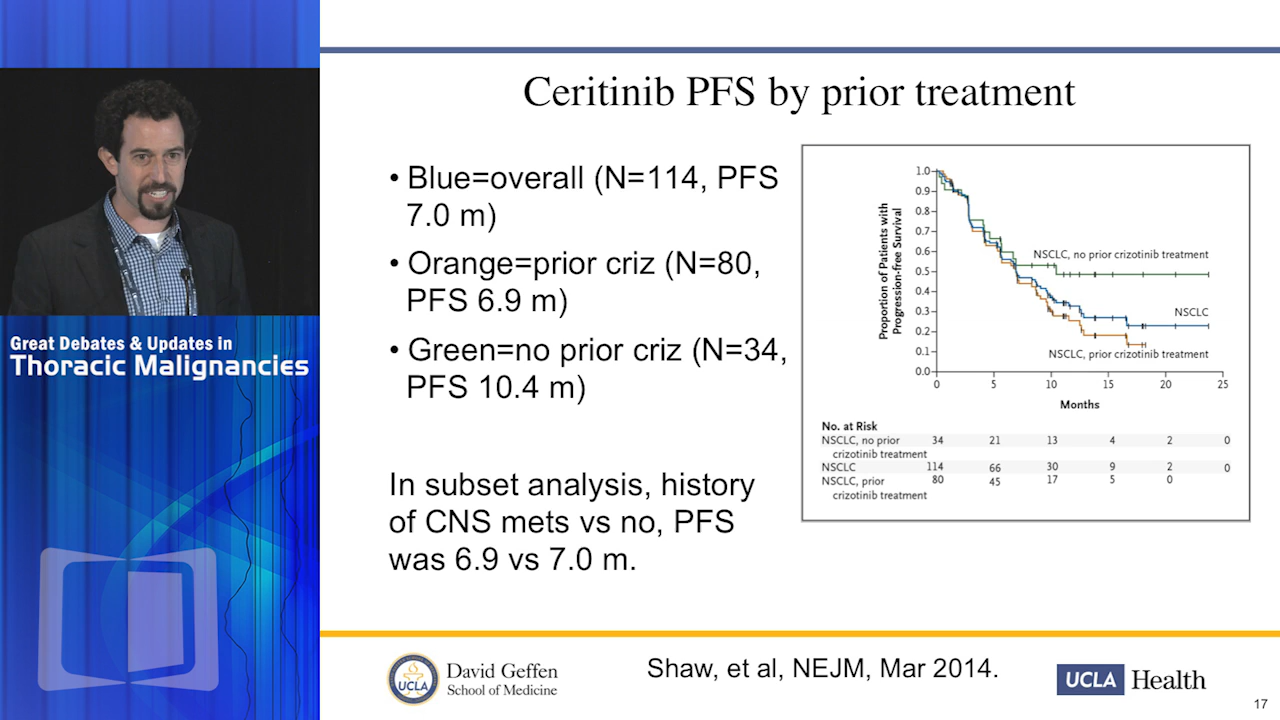 Great Debates & Updates in
Thoracic Malignancies
Ceritinib PFS by prior treatment
• Blue=overall (N=114, PFS
7.0 m)
• Orange=prior criz (N=80,
PFS 6.9 m)
• Green=no prior criz (N=34,
PFS 10.4 m)
In subset analysis, history
of CNS mets vs no, PFS
was 6.9 vs 7.0 m.
Proportion of Patients with
Progression-free Survival
1.0
0.9
0.8
0.7
0.6
0.5
0.4
0.3
0.2
0.1
0.0
NSCLC, no prior crizotinib treatment
NSCLC
NSCLC, prior crizotinib treatment
0 5 10 15 20 25
Months
No. at Risk
NSCLC, no prior 34 21 13 4 2 0
crizotinib treatment
NSCLC 114 66 30 9 2 0
NSCLC, prior 80 45 17 5 0
crizotinib treatment
UCLA
David Geffen
School of Medicine
Shaw, et al, NEJM, Mar 2014.
UCLA Health
17